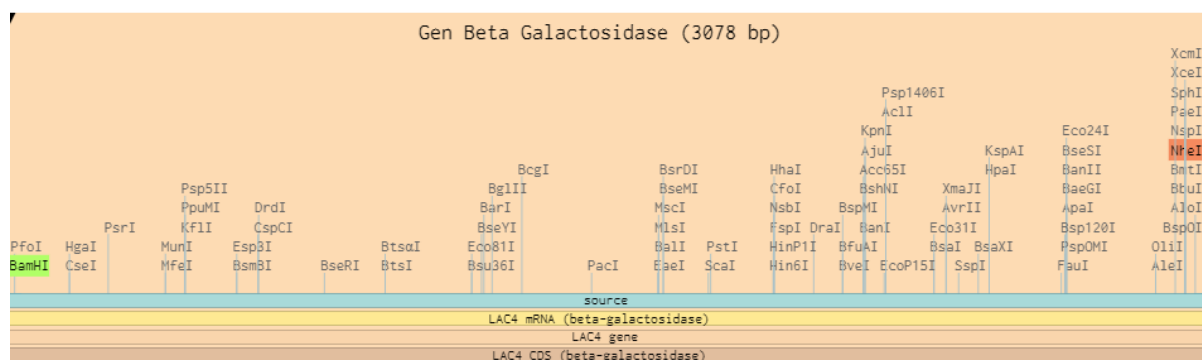 Gen Beta Galactosidase (3078 bp)
XcmI
XceI
Psp1406I SphI
AclI PaeI
KpnI Eco24I NspI
AjuI KspAI BseSI NheI
BcgI BsrDI HhaI Acc65I HpaI BanII BmtI
Psp5II BglII BseMI CfoI BshNI XmaJI BaeGI BbuI
PpuMI DrdI BarI MscI NsbI BspMI AvrII ApaI AloI
PsrI KflI CspCI BseYI MlsI FspI DraI BanI Eco31I Bsp120I BspOI
PfoI HgaI MunI Esp3I BtsαI Eco81I BalI PstI HinP1I BfuAI BsaI BsaXI PspOMI OliI
BamHI CseI MfeI BsmBI BseRI BtsI Bsu36I PacI EaeI ScaI Hin6I BveI EcoP15I SspI FauI AleI
source
LAC4 mRNA (beta-galactosidase)
LAC4 gene
LAC4 CDS (beta-galactosidase)